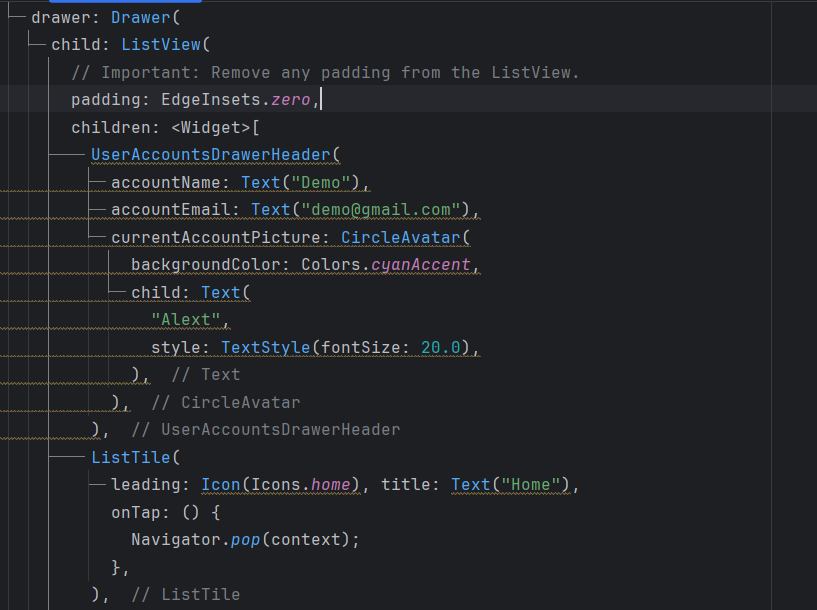 drawer: Drawer(
child: ListView(
// Important: Remove any padding from the ListView.
padding: EdgeInsets.zero,
children: <Widget>[
UserAccountsDrawerHeader(
accountName: Text("Demo"),
accountEmail: Text("demo@gmail.com"),
currentAccountPicture: CircleAvatar(
backgroundColor: Colors.cyanAccent,
child: Text(
"Alext",
style: TextStyle(fontSize: 20.0),
), // Text
), // CircleAvatar
), // UserAccountsDrawerHeader
ListTile(
leading: Icon(Icons.home), title: Text("Home"),
onTap: () {
Navigator.pop(context);
},
), // ListTile